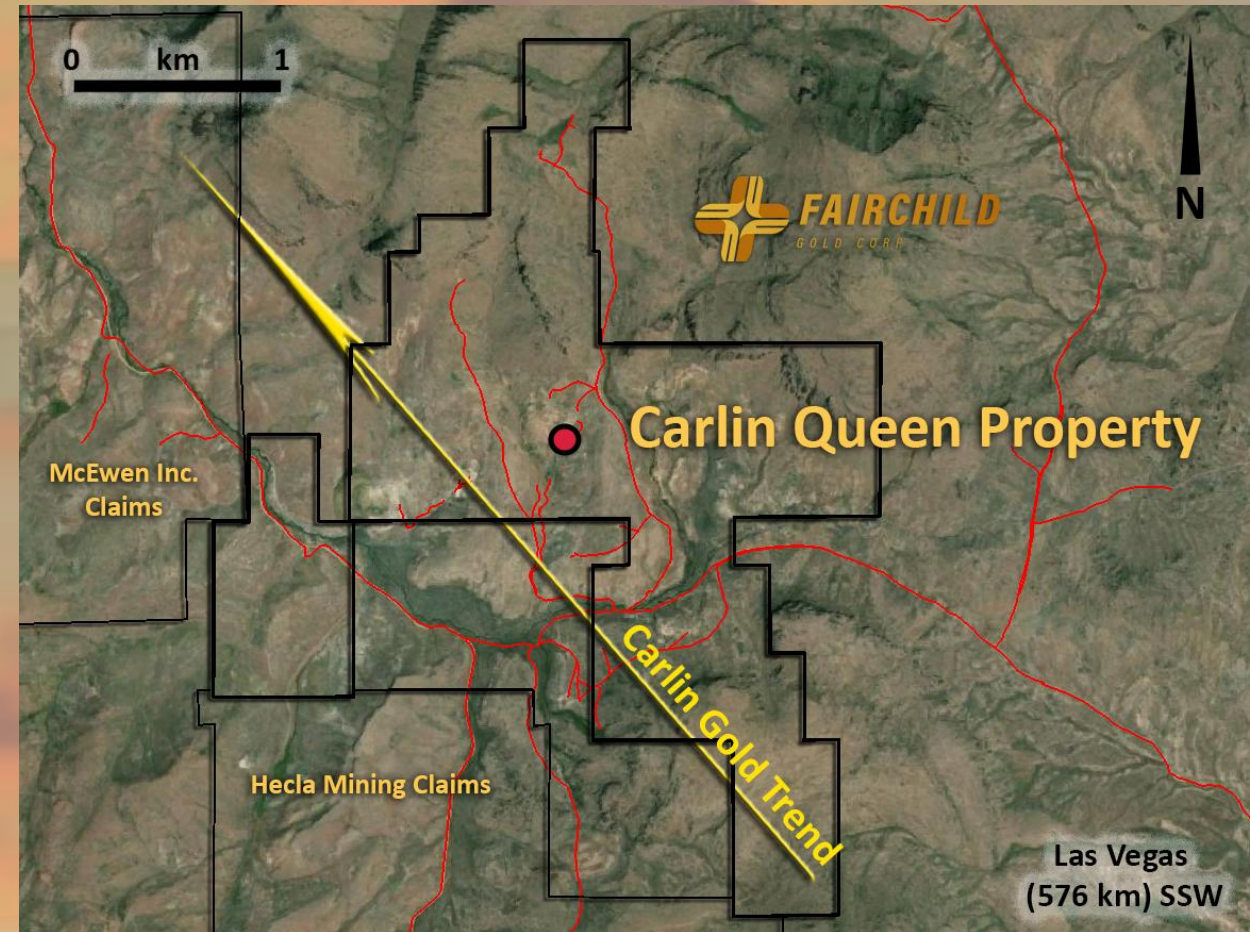 0 km 1
N
FAIRCHILD
GOLD CORP
Carlin Queen Property
McEwen Inc.
Claims
Carlin Gold Trend
Hecla Mining Claims
Las Vegas
(576 km) SSW